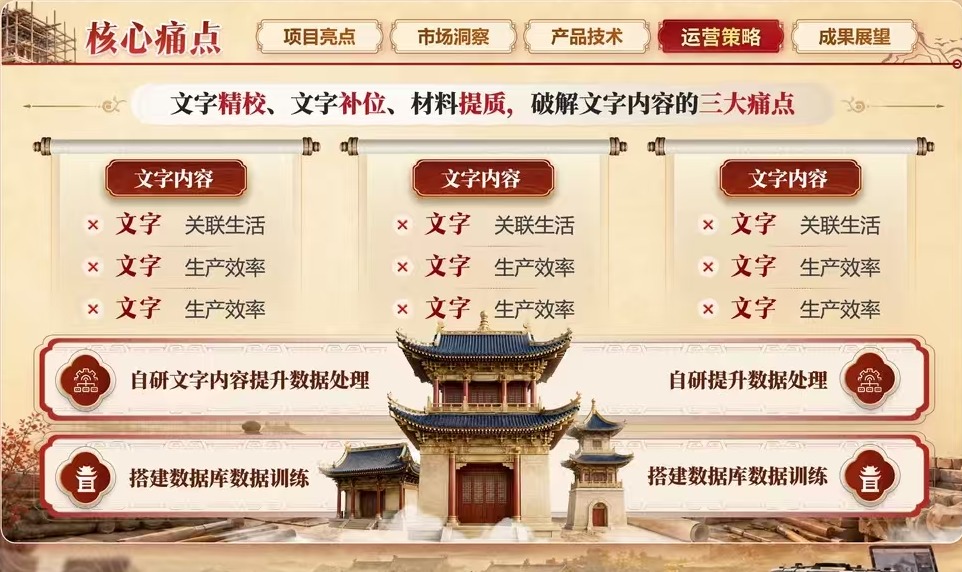 核心痛点
项目亮点 市场洞察 产品技术 运营策略 成果展望
文字精校、文字补位、材料提质，破解文字内容的三大痛点
文字内容 文字内容 文字内容
文字 关联生活 文字 关联生活 文字 关联生活
文字 生产效率 文字 生产效率 文字 生产效率
文字 生产效率 文字 生产效率 文字 生产效率
自研文字内容提升数据处理 自研提升数据处理
搭建数据库数据训练 搭建数据库数据训练